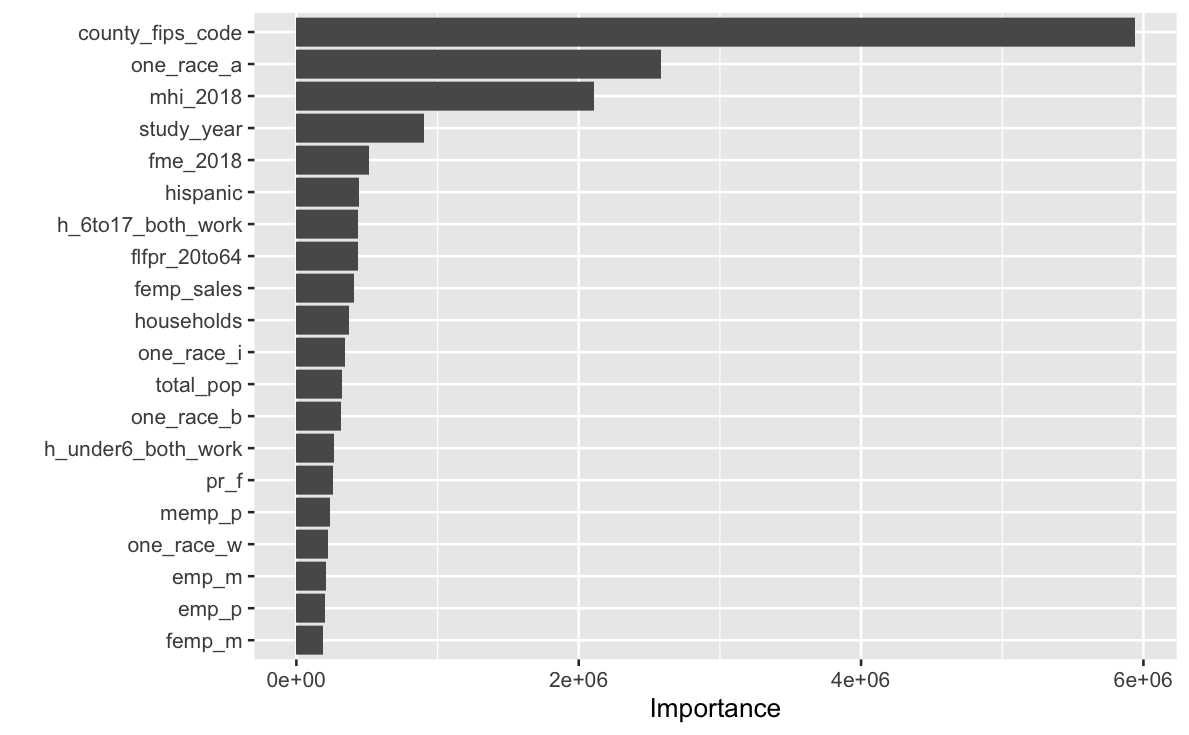 county_fips_code
one_race_a
mhi_2018
study_year
fme_2018
hispanic
h_6to17_both_work
flfpr_20to64
femp_sales
households
one_race_i
total_pop
one_race_b
h_under6_both_work
pr_f
memp_p
one_race_w
emp_m
emp_p
femp_m
0e+00 2e+06 4e+06 6e+06
Importance